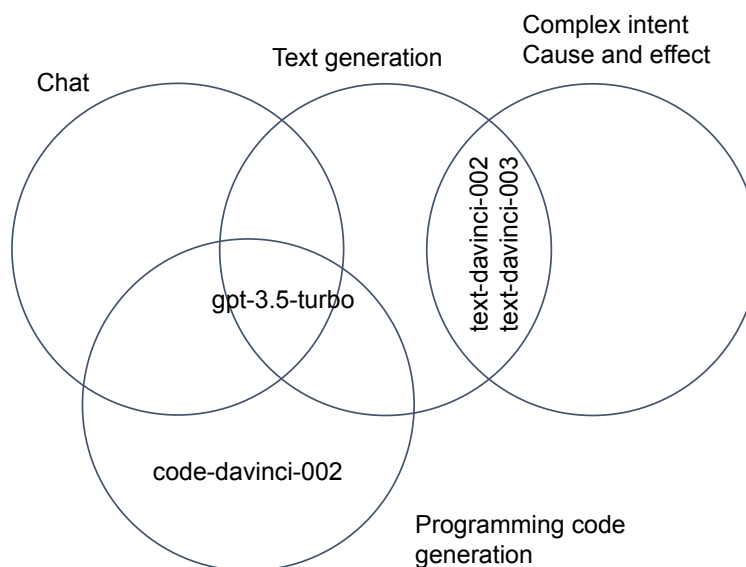 Complex intent
Cause and effect
Text generation
Chat
text-davinci-002
text-davinci-003
gpt-3.5-turbo
code-davinci-002
Programming code
generation